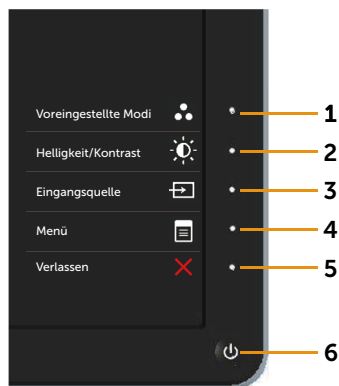 Voreingestellte Modi 1
Helligkeit/Kontrast 2
Eingangsquelle 3
Menü 4
Verlassen 5
6